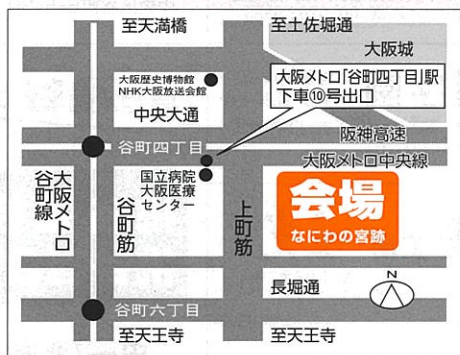 至天満橋
至土佐堀通
大阪城
大阪歴史博物館
NHK大阪放送会館
大阪メトロ「谷町四丁目」駅
下車⑩号出口
中央大通
阪神高速
谷町四丁目
大阪メトロ中央線
国立病院
大阪医療
センター
大阪メトロ
谷町線
谷町筋
上町筋
会場
なにわの宮跡
長堀通
N
谷町六丁目
至天王寺
至天王寺